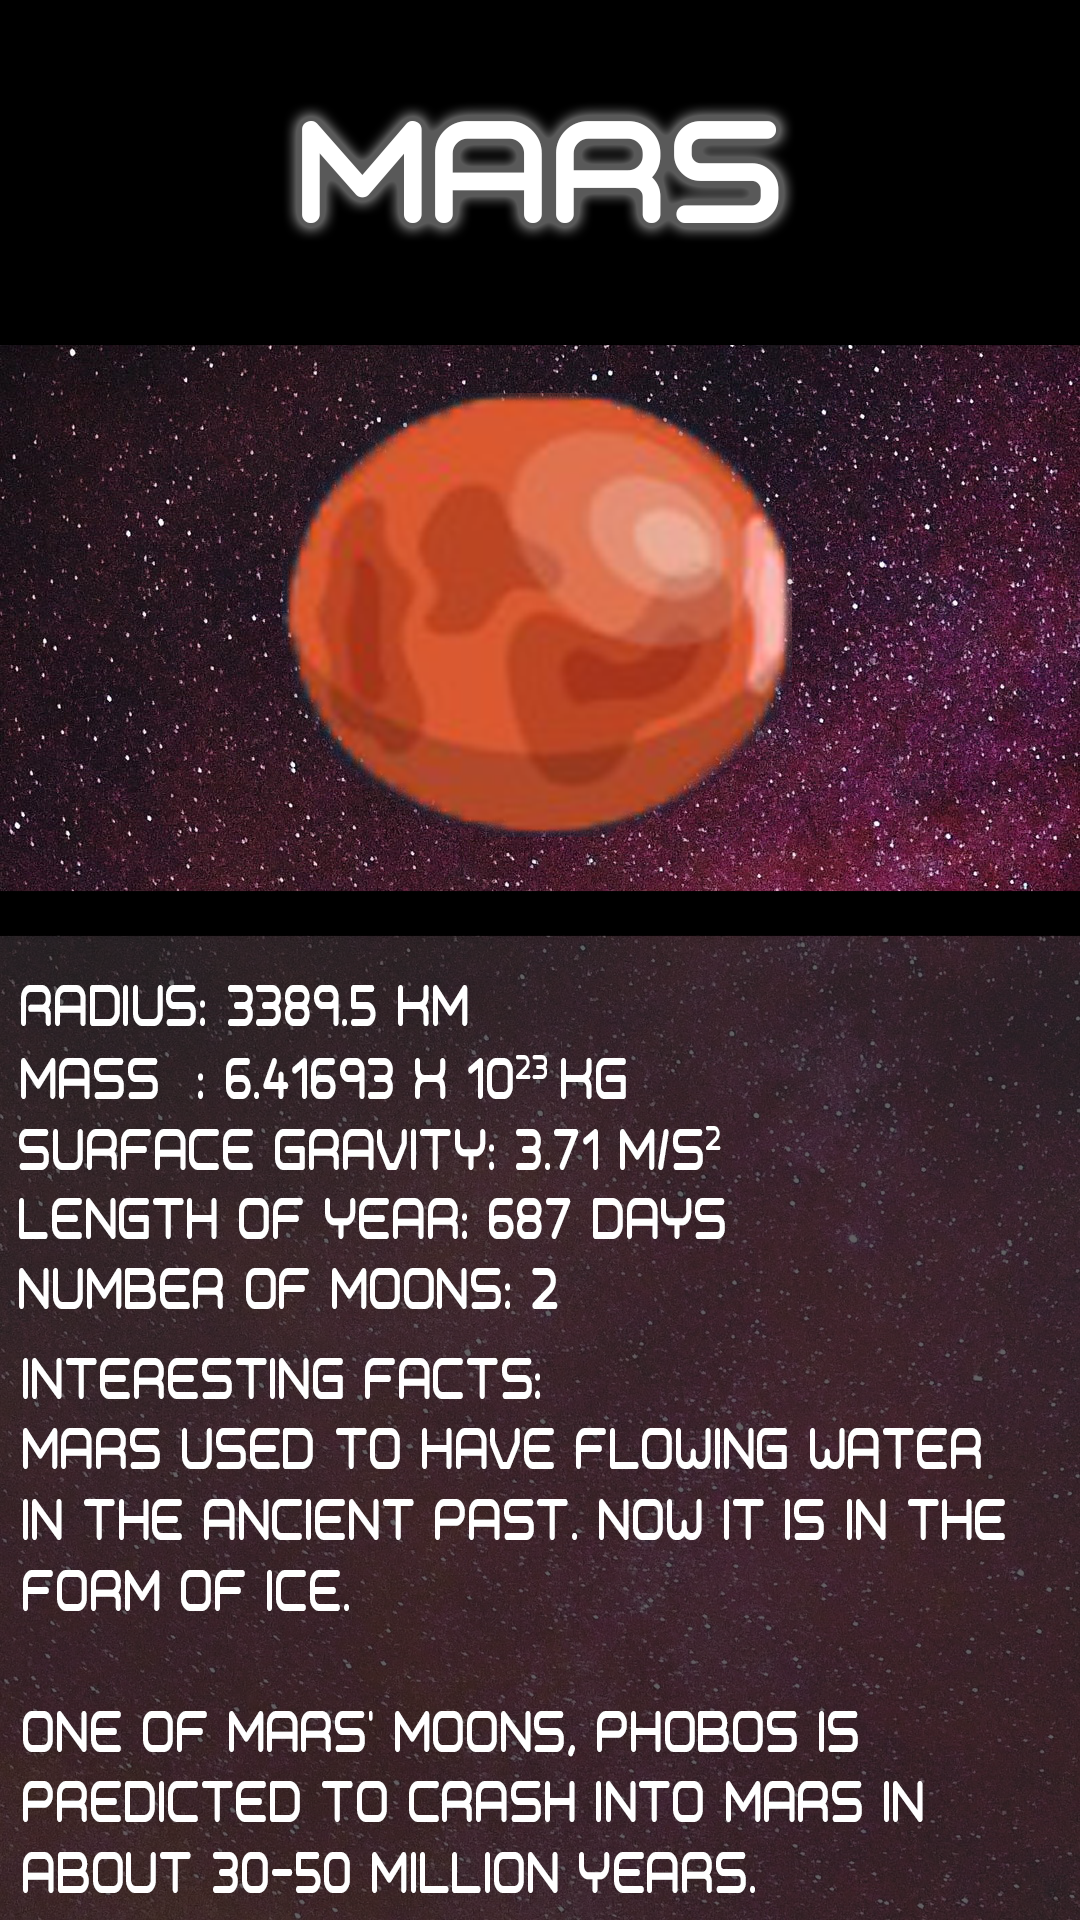 MARS
RADIUS: 3389.5 KM
MASS : 6.41693 X 10²³ KG
SURFACE GRAVITY: 3.71 M/S²
LENGTH OF YEAR: 687 DAYS
NUMBER OF MOONS: 2
INTERESTING FACTS:
MARS USED TO HAVE FLOWING WATER
IN THE ANCIENT PAST. NOW IT IS IN THE
FORM OF ICE.
ONE OF MARS' MOONS, PHOBOS IS
PREDICTED TO CRASH INTO MARS IN
ABOUT 30-50 MILLION YEARS.